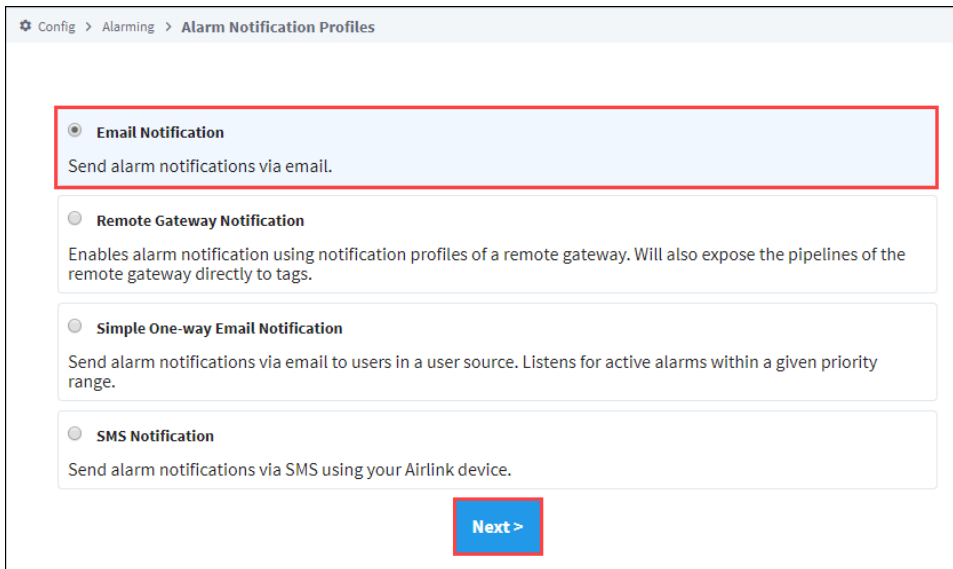 Config > Alarming > Alarm Notification Profiles
Email Notification
Send alarm notifications via email.
Remote Gateway Notification
Enables alarm notification using notification profiles of a remote gateway. Will also expose the pipelines of the
remote gateway directly to tags.
Simple One-way Email Notification
Send alarm notifications via email to users in a user source. Listens for active alarms within a given priority
range.
SMS Notification
Send alarm notifications via SMS using your Airlink device.
Next >